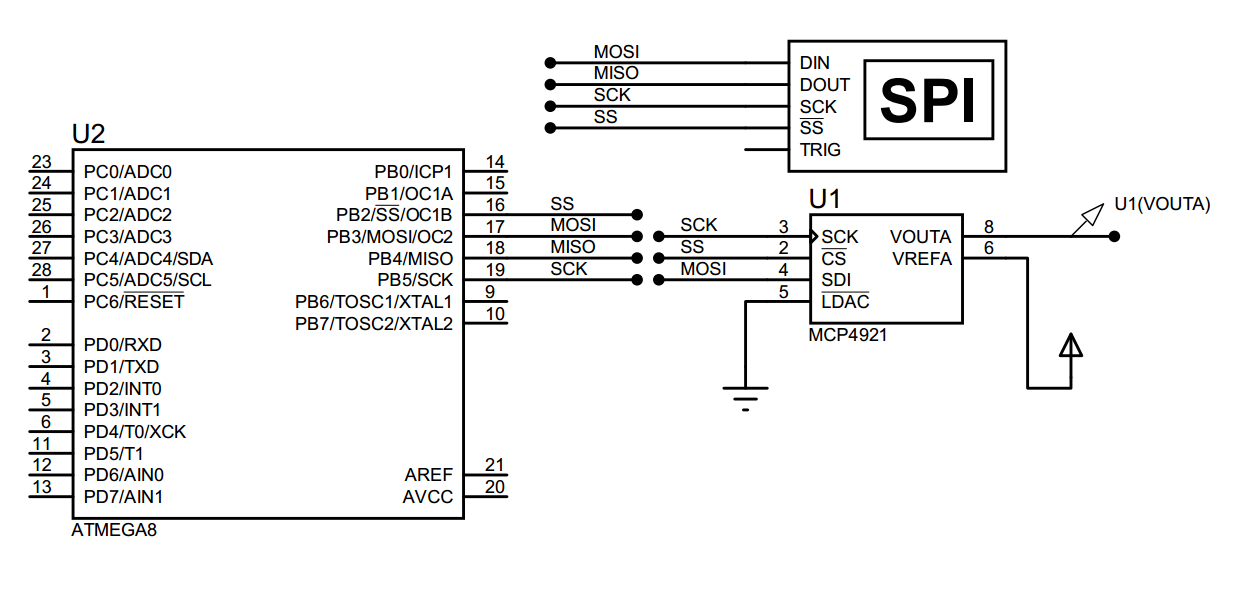 MOSI
MISO
SCK
SS
DIN
DOUT
SCK
SS
TRIG
SPI
U2
23 PC0/ADC0
24 PC1/ADC1
25 PC2/ADC2
26 PC3/ADC3
27 PC4/ADC4/SDA
28 PC5/ADC5/SCL
1 PC6/RESET
2 PD0/RXD
3 PD1/TXD
4 PD2/INT0
5 PD3/INT1
6 PD4/T0/XCK
11 PD5/T1
12 PD6/AIN0
13 PD7/AIN1
PB0/ICP1 14
PB1/OC1A 15
PB2/SS/OC1B 16 SS
PB3/MOSI/OC2 17 MOSI
PB4/MISO 18 MISO
PB5/SCK 19 SCK
PB6/TOSC1/XTAL1 9
PB7/TOSC2/XTAL2 10
AREF 21
AVCC 20
ATMEGA8
U1
SCK 3 SCK
SS 2 CS
MOSI 4 SDI
5 LDAC
VOUTA 8
VREFA 6
MCP4921
U1(VOUTA)